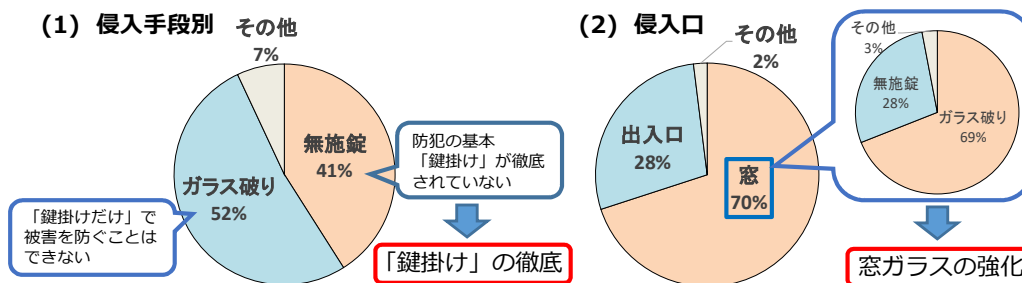 (1) 侵入手段別
その他
7%
無施錠
41%
ガラス破り
52%
防犯の基本
「鍵掛け」が徹底
されていない
「鍵掛けだけ」で
被害を防ぐことは
できない
「鍵掛け」の徹底
(2) 侵入口
その他
2%
出入口
28%
窓
70%
その他
3%
無施錠
28%
ガラス破り
69%
窓ガラスの強化